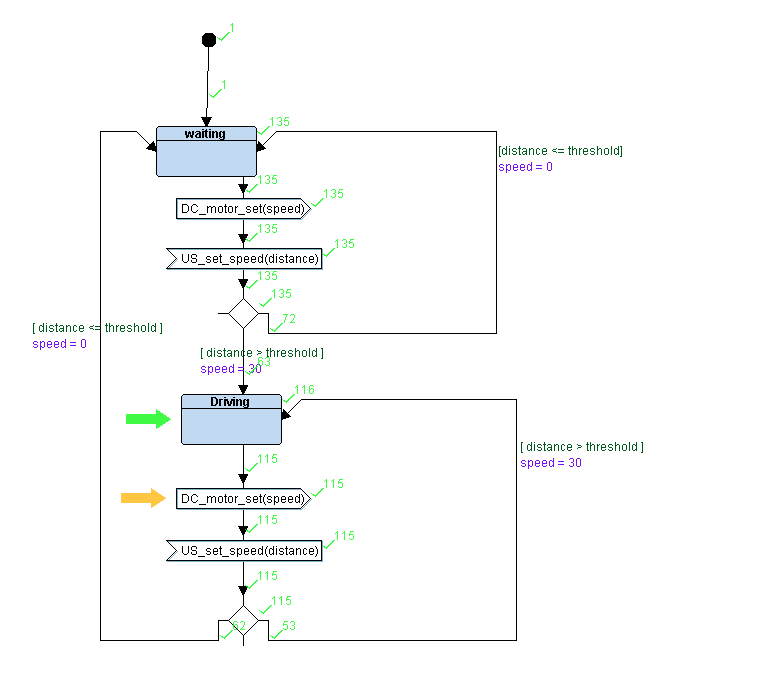 1
1
waiting
135
[distance <= threshold]
speed = 0
135
DC_motor_set(speed)
135
135
US_set_speed(distance)
135
135
135
72
[ distance <= threshold ]
speed = 0
[ distance > threshold ]
speed = 30
63
Driving
116
[ distance > threshold ]
speed = 30
115
DC_motor_set(speed)
115
115
US_set_speed(distance)
115
115
115
62
53